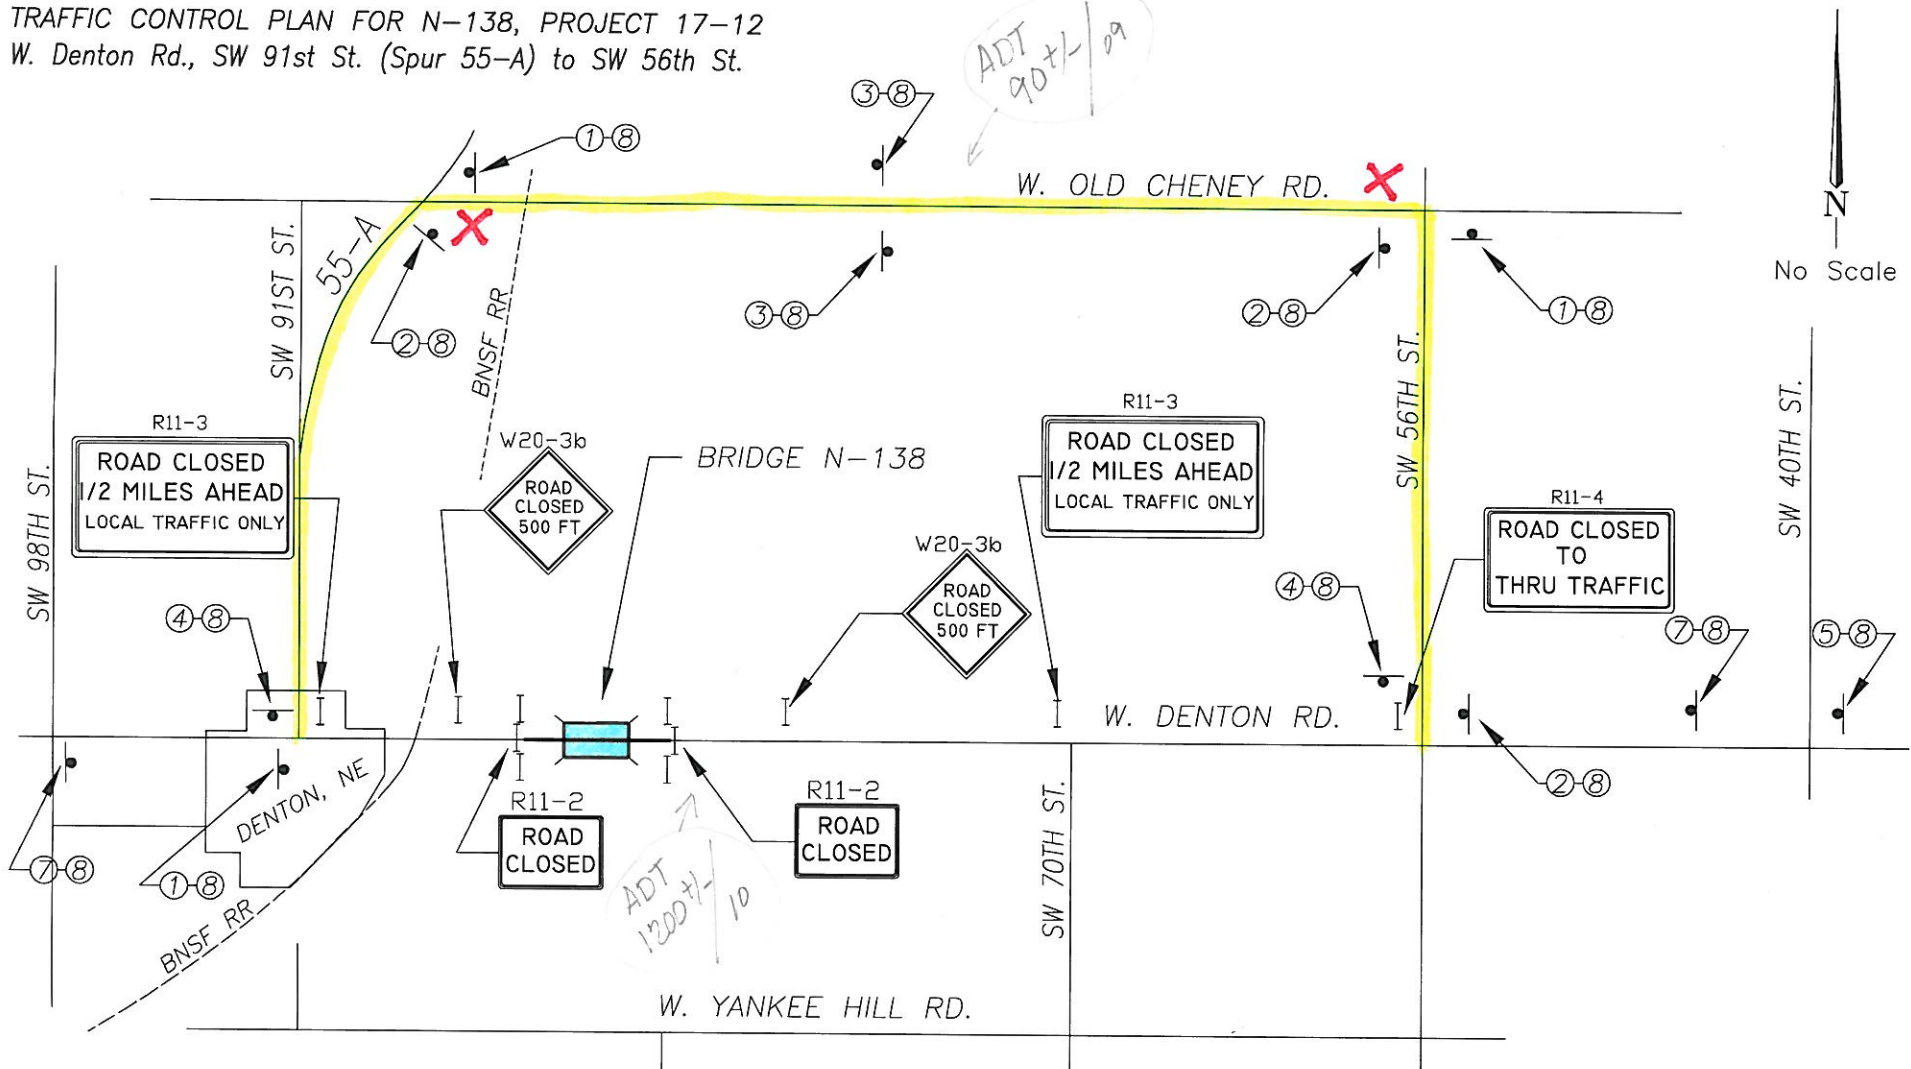 TRAFFIC CONTROL PLAN FOR N-138, PROJECT 17-12
W. Denton Rd., SW 91st St. (Spur 55-A) to SW 56th St.
ADT
90 +/- / 09
3-8
1-8
W. OLD CHENEY RD.
N
No Scale
SW 91ST ST.
55-A
BNSF RR
2-8
3-8
2-8
1-8
SW 56TH ST.
SW 40TH ST.
SW 98TH ST.
R11-3
ROAD CLOSED
1/2 MILES AHEAD
LOCAL TRAFFIC ONLY
W20-3b
ROAD
CLOSED
500 FT
BRIDGE N-138
R11-3
ROAD CLOSED
1/2 MILES AHEAD
LOCAL TRAFFIC ONLY
W20-3b
ROAD
CLOSED
500 FT
R11-4
ROAD CLOSED
TO
THRU TRAFFIC
4-8
4-8
7-8
5-8
W. DENTON RD.
DENTON, NE
7-8
1-8
BNSF RR
R11-2
ROAD
CLOSED
R11-2
ROAD
CLOSED
2-8
ADT
1200 +/- / 10
SW 70TH ST.
W. YANKEE HILL RD.